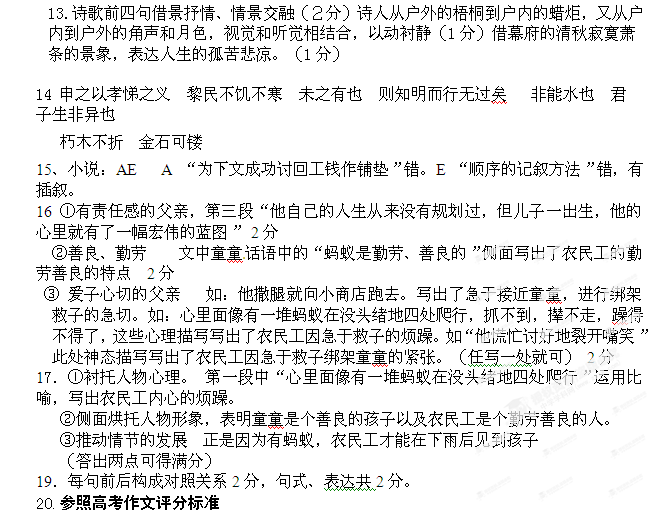 13.诗歌前四句借景抒情、情景交融(2分)诗人从户外的梧桐到户内的蜡炬，又从户
内到户外的角声和月色，视觉和听觉相结合，以动衬静(1分)借幕府的清秋寂寞萧
条的景象，表达人生的孤苦悲凉。(1分)
14 申之以孝悌之义 黎民不饥不寒 未之有也 则知明而行无过矣 非能水也 君
子生非异也
朽木不折 金石可镂
15、小说：AE A “为下文成功讨回工钱作铺垫”错。E “顺序的记叙方法”错，有
插叙。
16 ①有责任感的父亲，第三段“他自己的人生从来没有规划过，但儿子一出生，他的
心里就有了一幅宏伟的蓝图 ” 2分
②善良、勤劳 文中童童话语中的“蚂蚁是勤劳、善良的 ”侧面写出了农民工的勤
劳善良的特点 2分
③ 爱子心切的父亲 如：他撒腿就向小商店跑去。写出了急于接近童童，进行绑架
救子的急切。如：心里面像有一堆蚂蚁在没头绪地四处爬行，抓不到，撵不走，躁得
不得了，这些心理描写写出了农民工因急于救子的烦躁。如“他慌忙讨好地裂开嘴笑 ”
此处神态描写写出了农民工因急于救子绑架童童的紧张。(任写一处就可) 2分
17．①衬托人物心理。 第一段中“心里面像有一堆蚂蚁在没头绪地四处爬行 ”运用比
喻，写出农民工内心的烦躁。
②侧面烘托人物形象，表明童童是个善良的孩子以及农民工是个勤劳善良的人。
③推动情节的发展 正是因为有蚂蚁，农民工才能在下雨后见到孩子
(答出两点可得满分)
19．每句前后构成对照关系2分，句式、表达共2分。
20. 参照高考作文评分标准